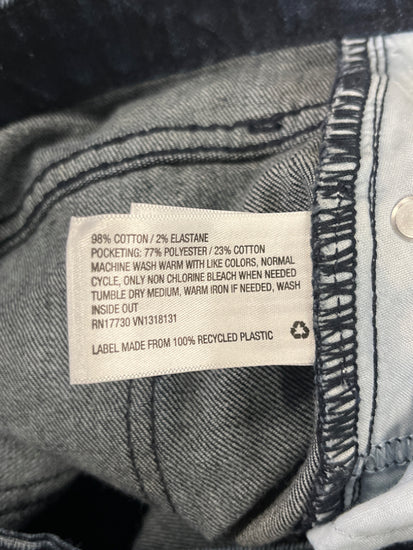 98% COTTON / 2% ELASTANE
POCKETING: 77% POLYESTER / 23% COTTON
MACHINE WASH WARM WITH LIKE COLORS, NORMAL
CYCLE, ONLY NON CHLORINE BLEACH WHEN NEEDED
TUMBLE DRY MEDIUM, WARM IRON IF NEEDED, WASH
INSIDE OUT
RN17730 VN1318131
LABEL MADE FROM 100% RECYCLED PLASTIC